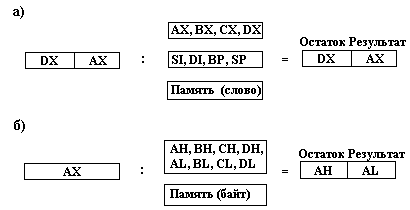 а)
AX, BX, CX, DX
Остаток Результат
DX AX : SI, DI, BP, SP = DX AX
Память (слово)
б)
AH, BH, CH, DH,
AL, BL, CL, DL
Остаток Результат
AX : = AH AL
Память (байт)